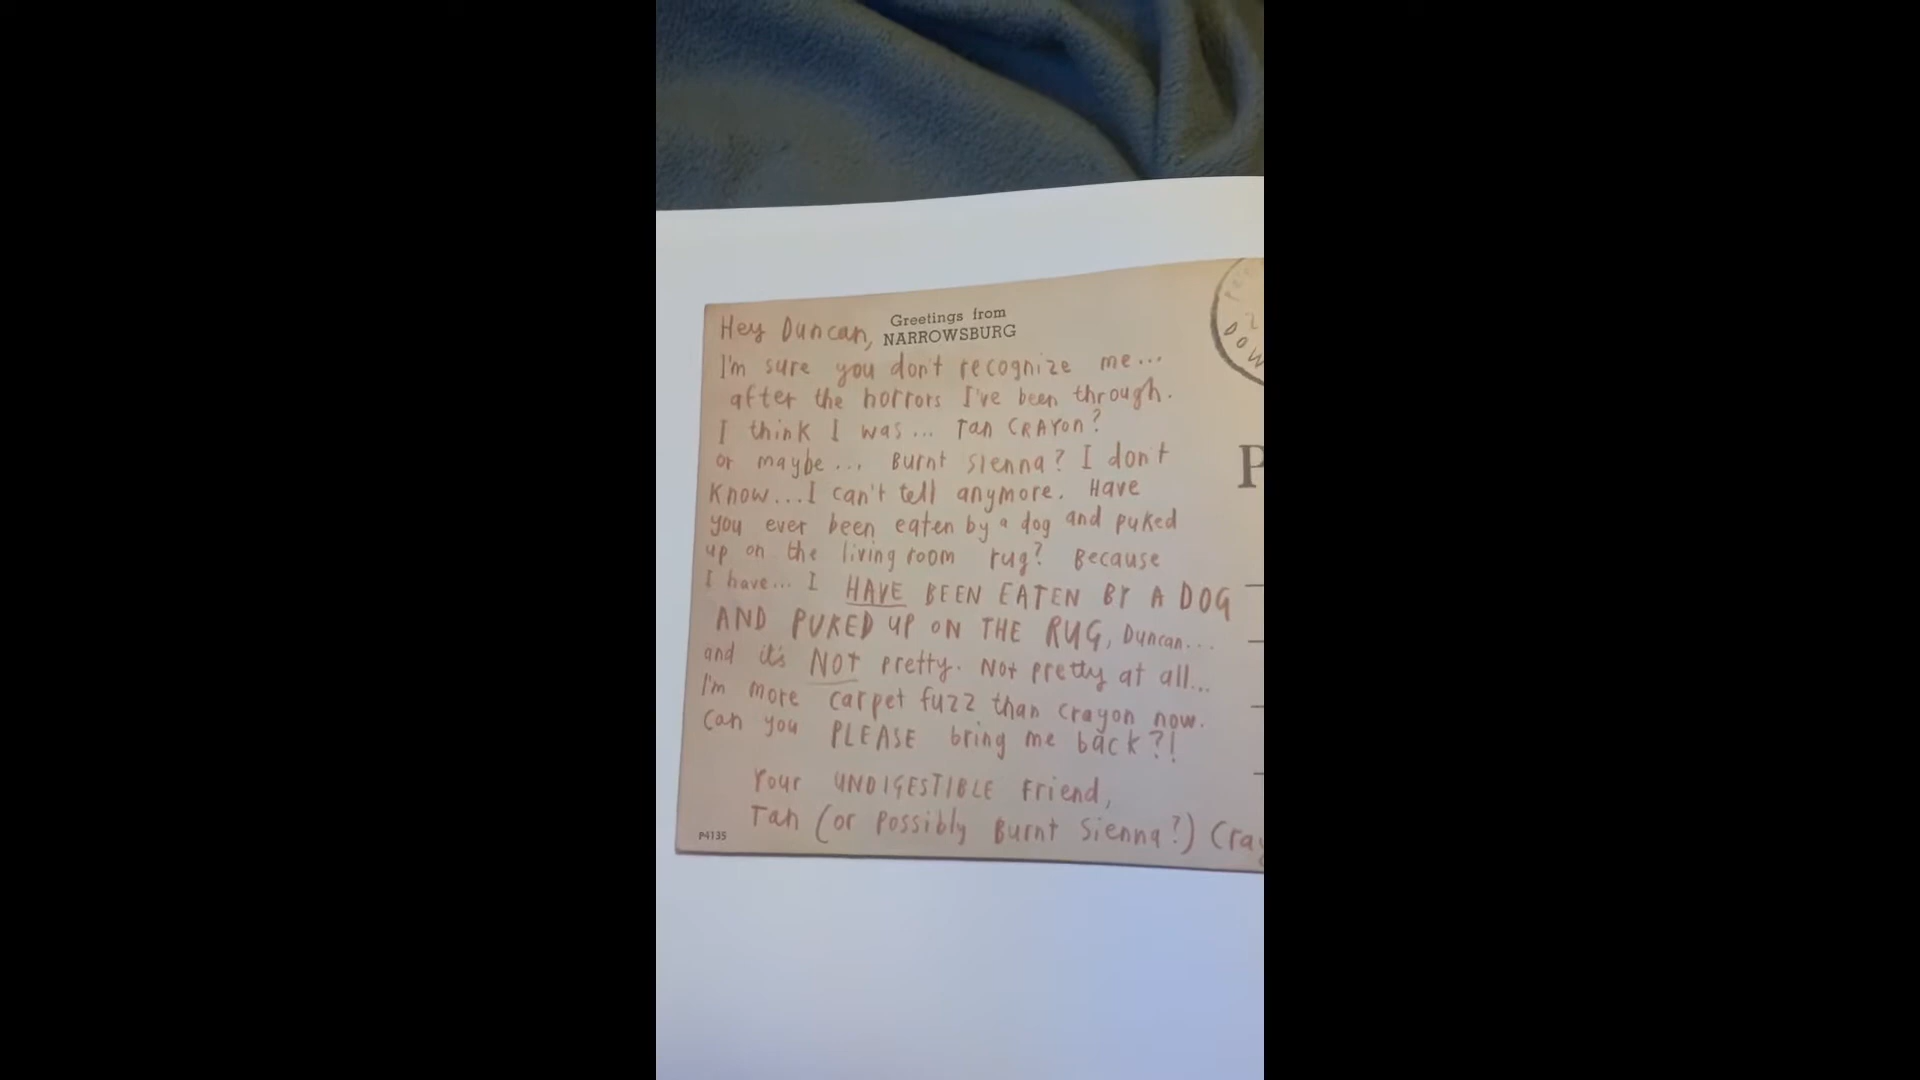 Greetings from
NARROWSBURG
Hey Duncan,
I'm sure you don't recognize me...
after the horrors I've been through.
I think I was... Tan CRAYon?
or maybe... Burnt Sienna? I don't
Know...I can't tell anymore. Have
you ever been eaten by a dog and puked
up on the living room rug? Because
I have... I HAVE BEEN EATEN BY A DOG
AND PUKED UP ON THE RUG, Duncan...
and it's NOT pretty. Not pretty at all...
I'm more carpet fuzz than crayon now.
Can you PLEASE bring me back?!
Your UNDIGESTIBLE Friend,
Tan (or Possibly Burnt Sienna?) Cray
P4135
P